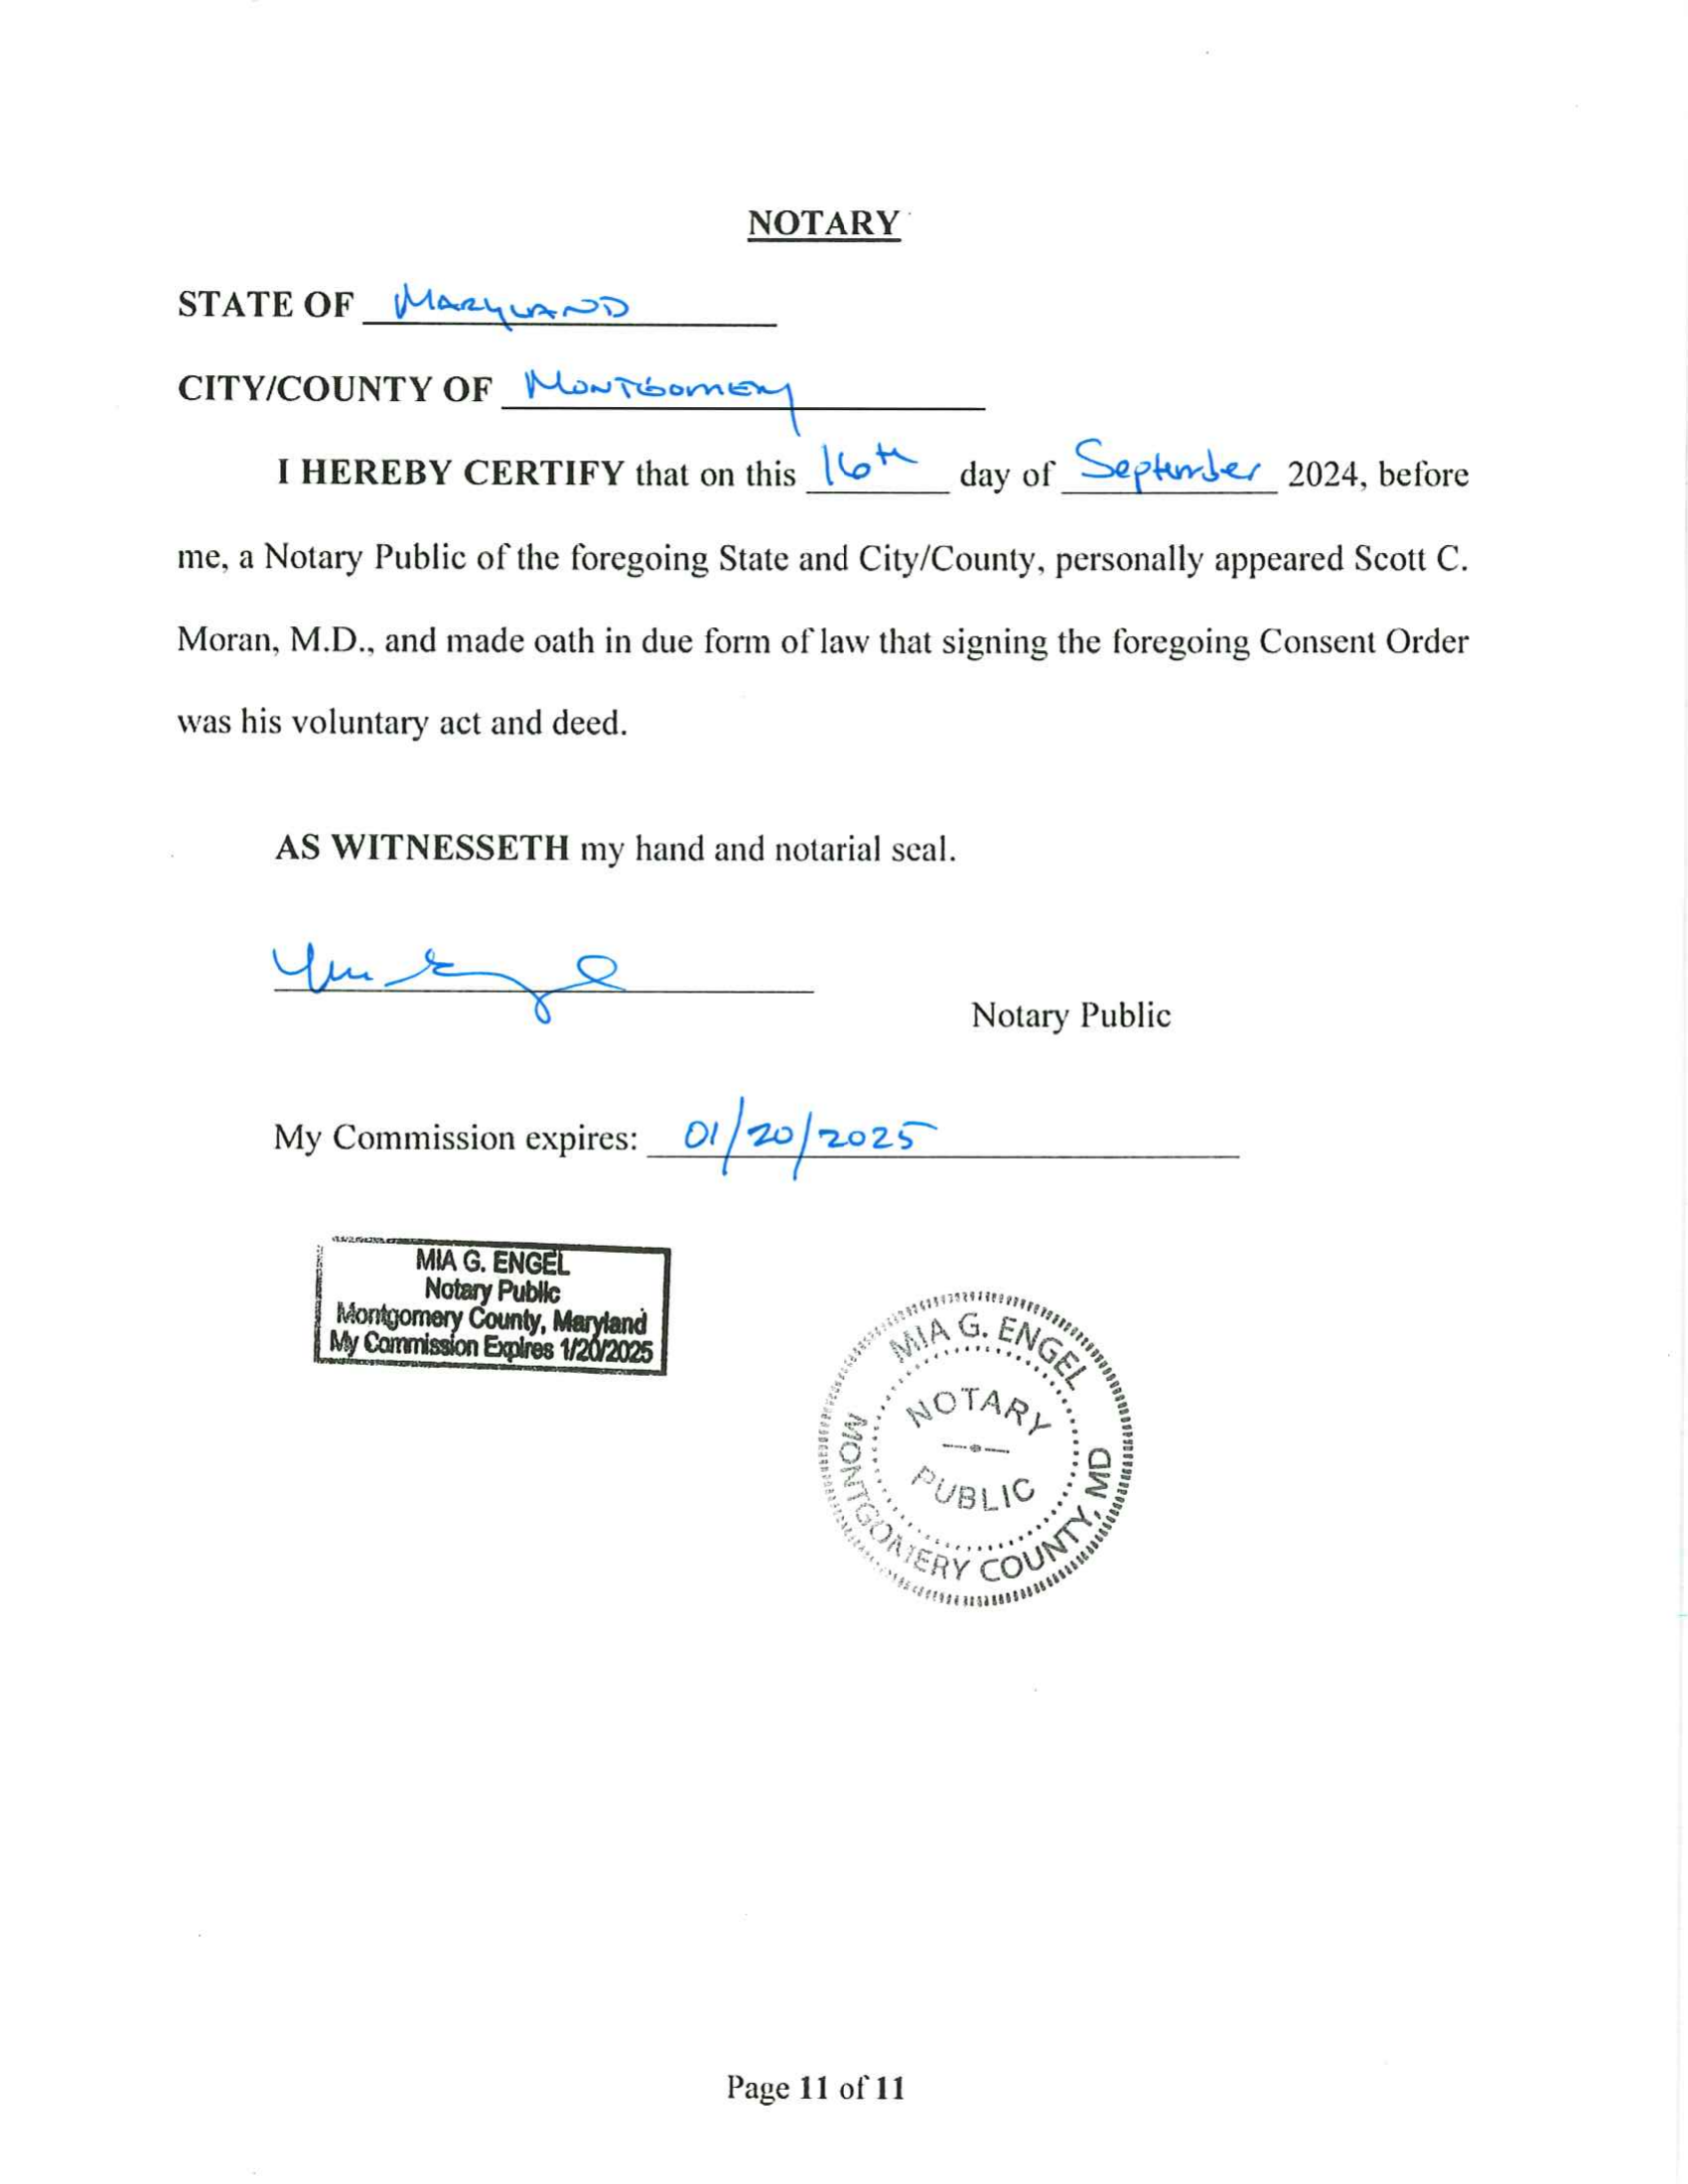 NOTARY
STATE OF MARYLAND
CITY/COUNTY OF MONTGOMERY
I HEREBY CERTIFY that on this 16th day of September 2024, before
me, a Notary Public of the foregoing State and City/County, personally appeared Scott C.
Moran, M.D., and made oath in due form of law that signing the foregoing Consent Order
was his voluntary act and deed.
AS WITNESSETH my hand and notarial seal.
Notary Public
My Commission expires: 01/20/2025
MIA G. ENGEL
Notary Public
Montgomery County, Maryland
My Commission Expires 1/20/2025
MIA G. ENGEL
NOTARY
PUBLIC
MONTGOMERY COUNTY, MD
Page 11 of 11